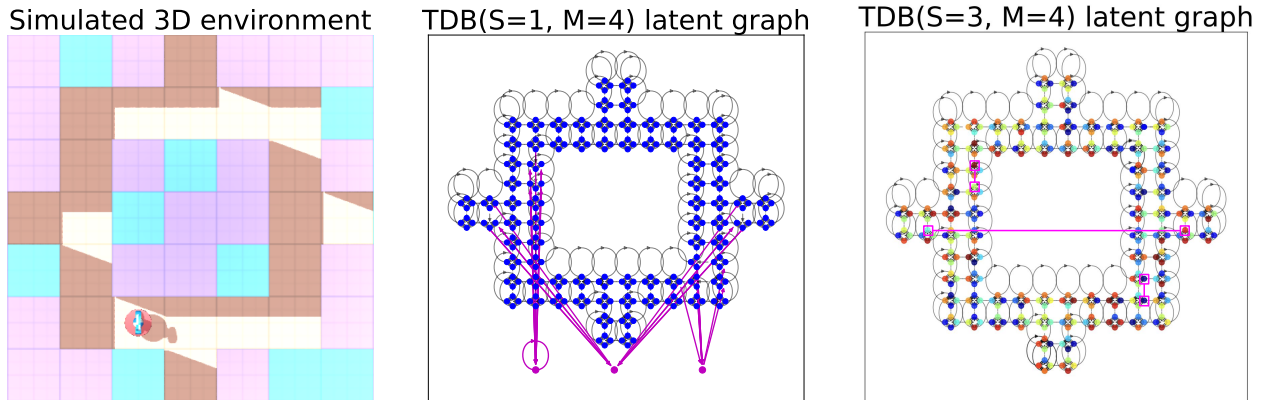 Simulated 3D environment
TDB(S=1, M=4) latent graph
TDB(S=3, M=4) latent graph